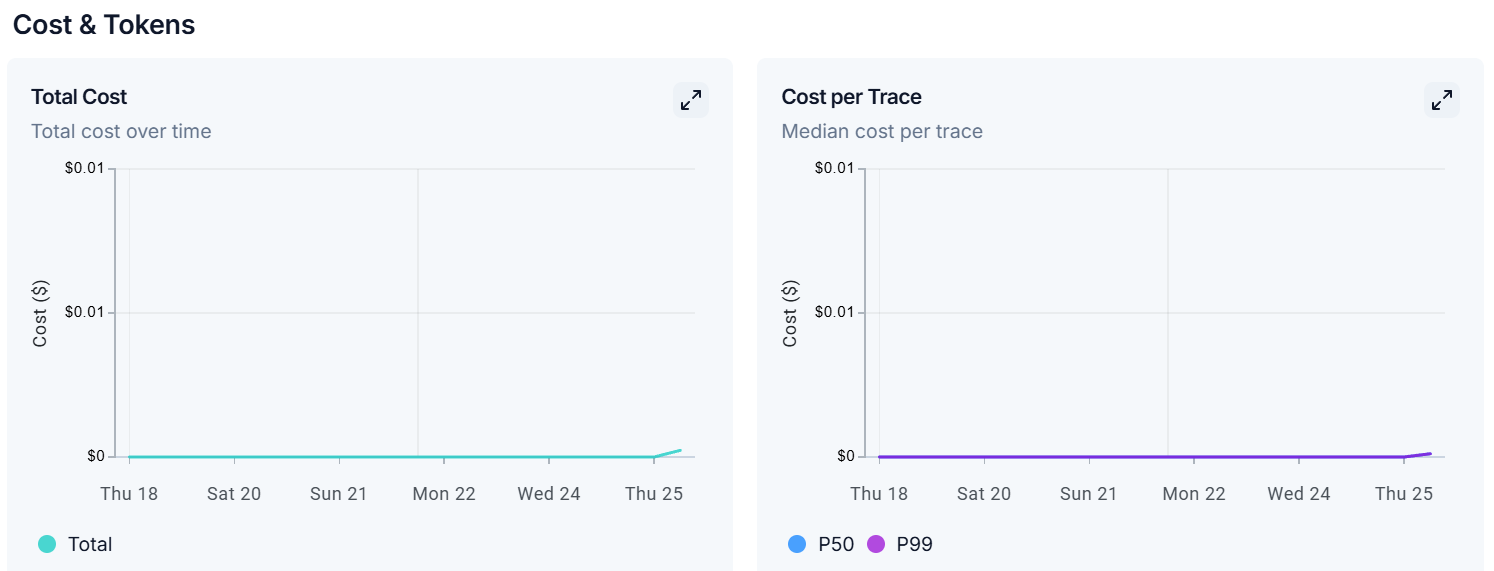 Cost & Tokens
Total Cost
Total cost over time
$0.01
$0.01
$0
Cost ($)
Thu 18 Sat 20 Sun 21 Mon 22 Wed 24 Thu 25
Total
Cost per Trace
Median cost per trace
$0.01
$0.01
$0
Cost ($)
Thu 18 Sat 20 Sun 21 Mon 22 Wed 24 Thu 25
P50 P99